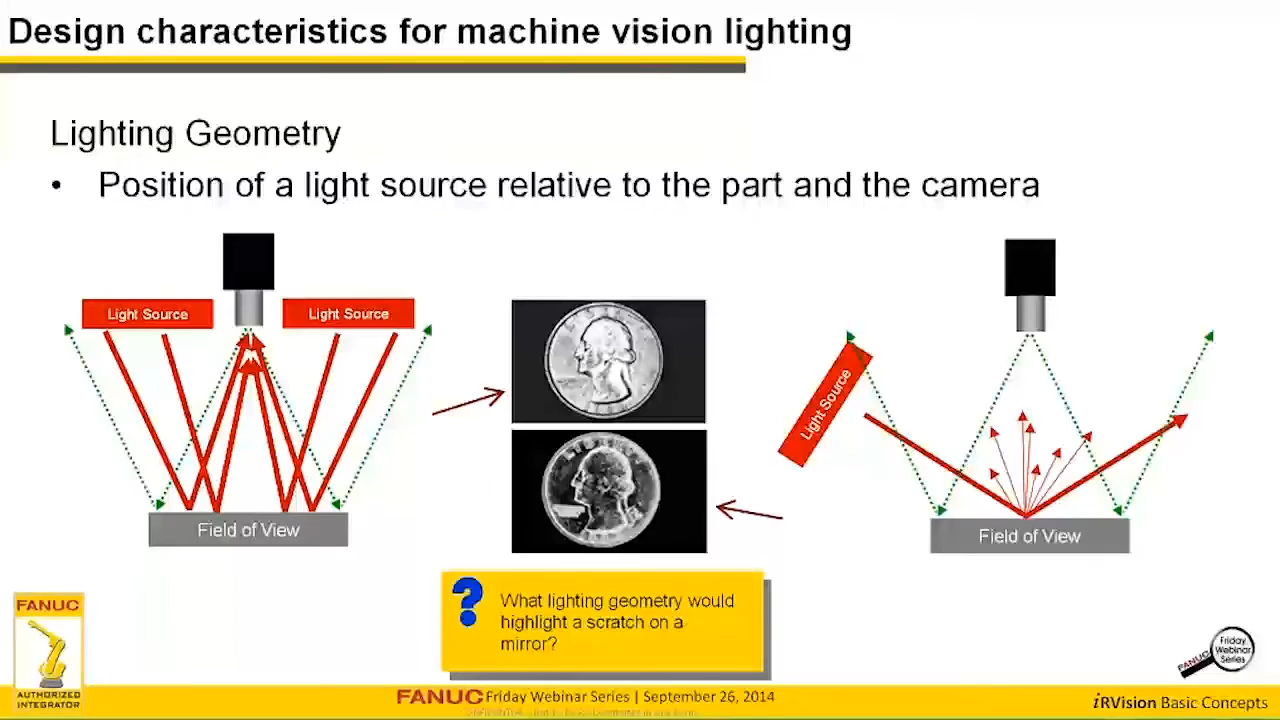 Design characteristics for machine vision lighting
Lighting Geometry
• Position of a light source relative to the part and the camera
Light Source
Light Source
Light Source
Field of View
Field of View
What lighting geometry would
highlight a scratch on a
mirror?
FANUC
AUTHORIZED
INTEGRATOR
FANUC Friday Webinar Series | September 26, 2014
FANUC
Friday
Webinar
Series
iRVision Basic Concepts